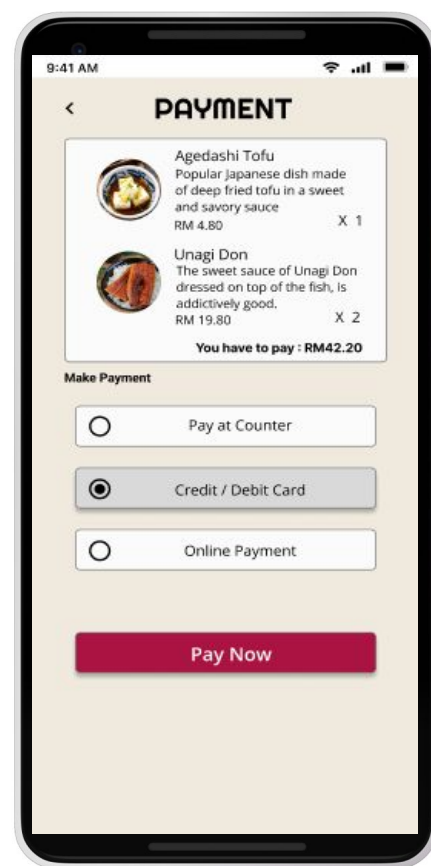 9:41 AM
PAYMENT
Agedashi Tofu
Popular Japanese dish made
of deep fried tofu in a sweet
and savory sauce
RM 4.80 X 1
Unagi Don
The sweet sauce of Unagi Don
dressed on top of the fish, is
addictively good.
RM 19.80 X 2
You have to pay : RM42.20
Make Payment
Pay at Counter
Credit / Debit Card
Online Payment
Pay Now